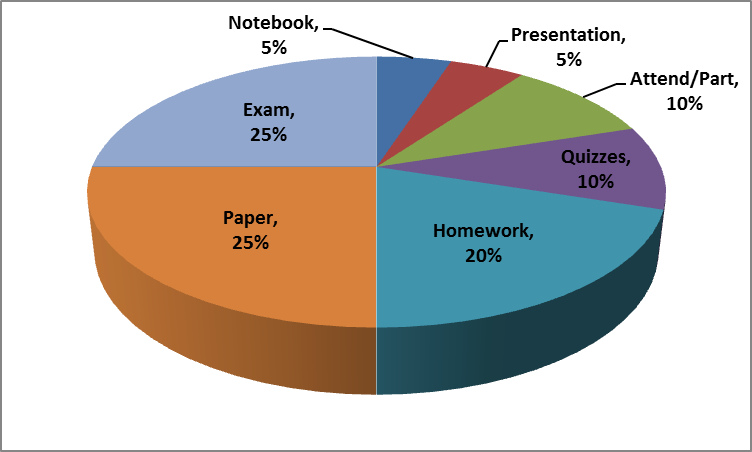 Notebook,
5%
Presentation,
5%
Attend/Part,
10%
Exam,
25%
Quizzes,
10%
Paper,
25%
Homework,
20%